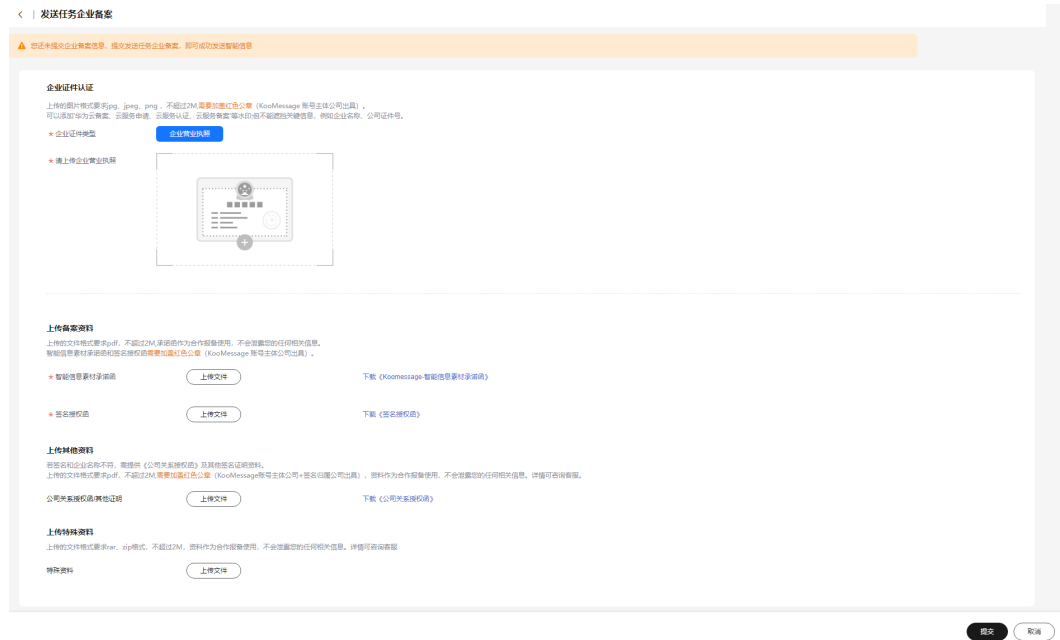 发送任务企业备案
您还未提交企业备案信息，提交发送任务企业备案，即可成功发送智能信息
企业证件认证
上传的图片格式要求jpg、jpeg、png ，不超过2M,需要加盖红色公章（KooMessage 账号主体公司出具）。
可以添加“华为云备案、云服务申请、云服务认证、云服务备案”等水印;但不能遮挡关键信息，例如企业名称、公司证件号。
* 企业证件类型
企业营业执照
* 请上传企业营业执照
上传备案资料
上传的文件格式要求pdf，不超过2M,承诺函作为合作报备使用，不会泄露您的任何相关信息。
智能信息素材承诺函和签名授权函需要加盖红色公章（KooMessage 账号主体公司出具）。
* 智能信息素材承诺函
上传文件
下载《Koomessage-智能信息素材承诺函》
* 签名授权函
上传文件
下载《签名授权函》
上传其他资料
若签名和企业名称不符，需提供《公司关系授权函》及其他签名证明资料。
上传的文件格式要求pdf，不超过2M,需要加盖红色公章（KooMessage账号主体公司+签名归属公司出具），资料作为合作报备使用，不会泄露您的任何相关信息。详情可咨询客服。
公司关系授权函/其他证明
上传文件
下载《公司关系授权函》
上传特殊资料
上传的文件格式要求rar、zip格式，不超过2M，资料作为合作报备使用，不会泄露您的任何相关信息。详情可咨询客服
特殊资料
上传文件
提交
取消